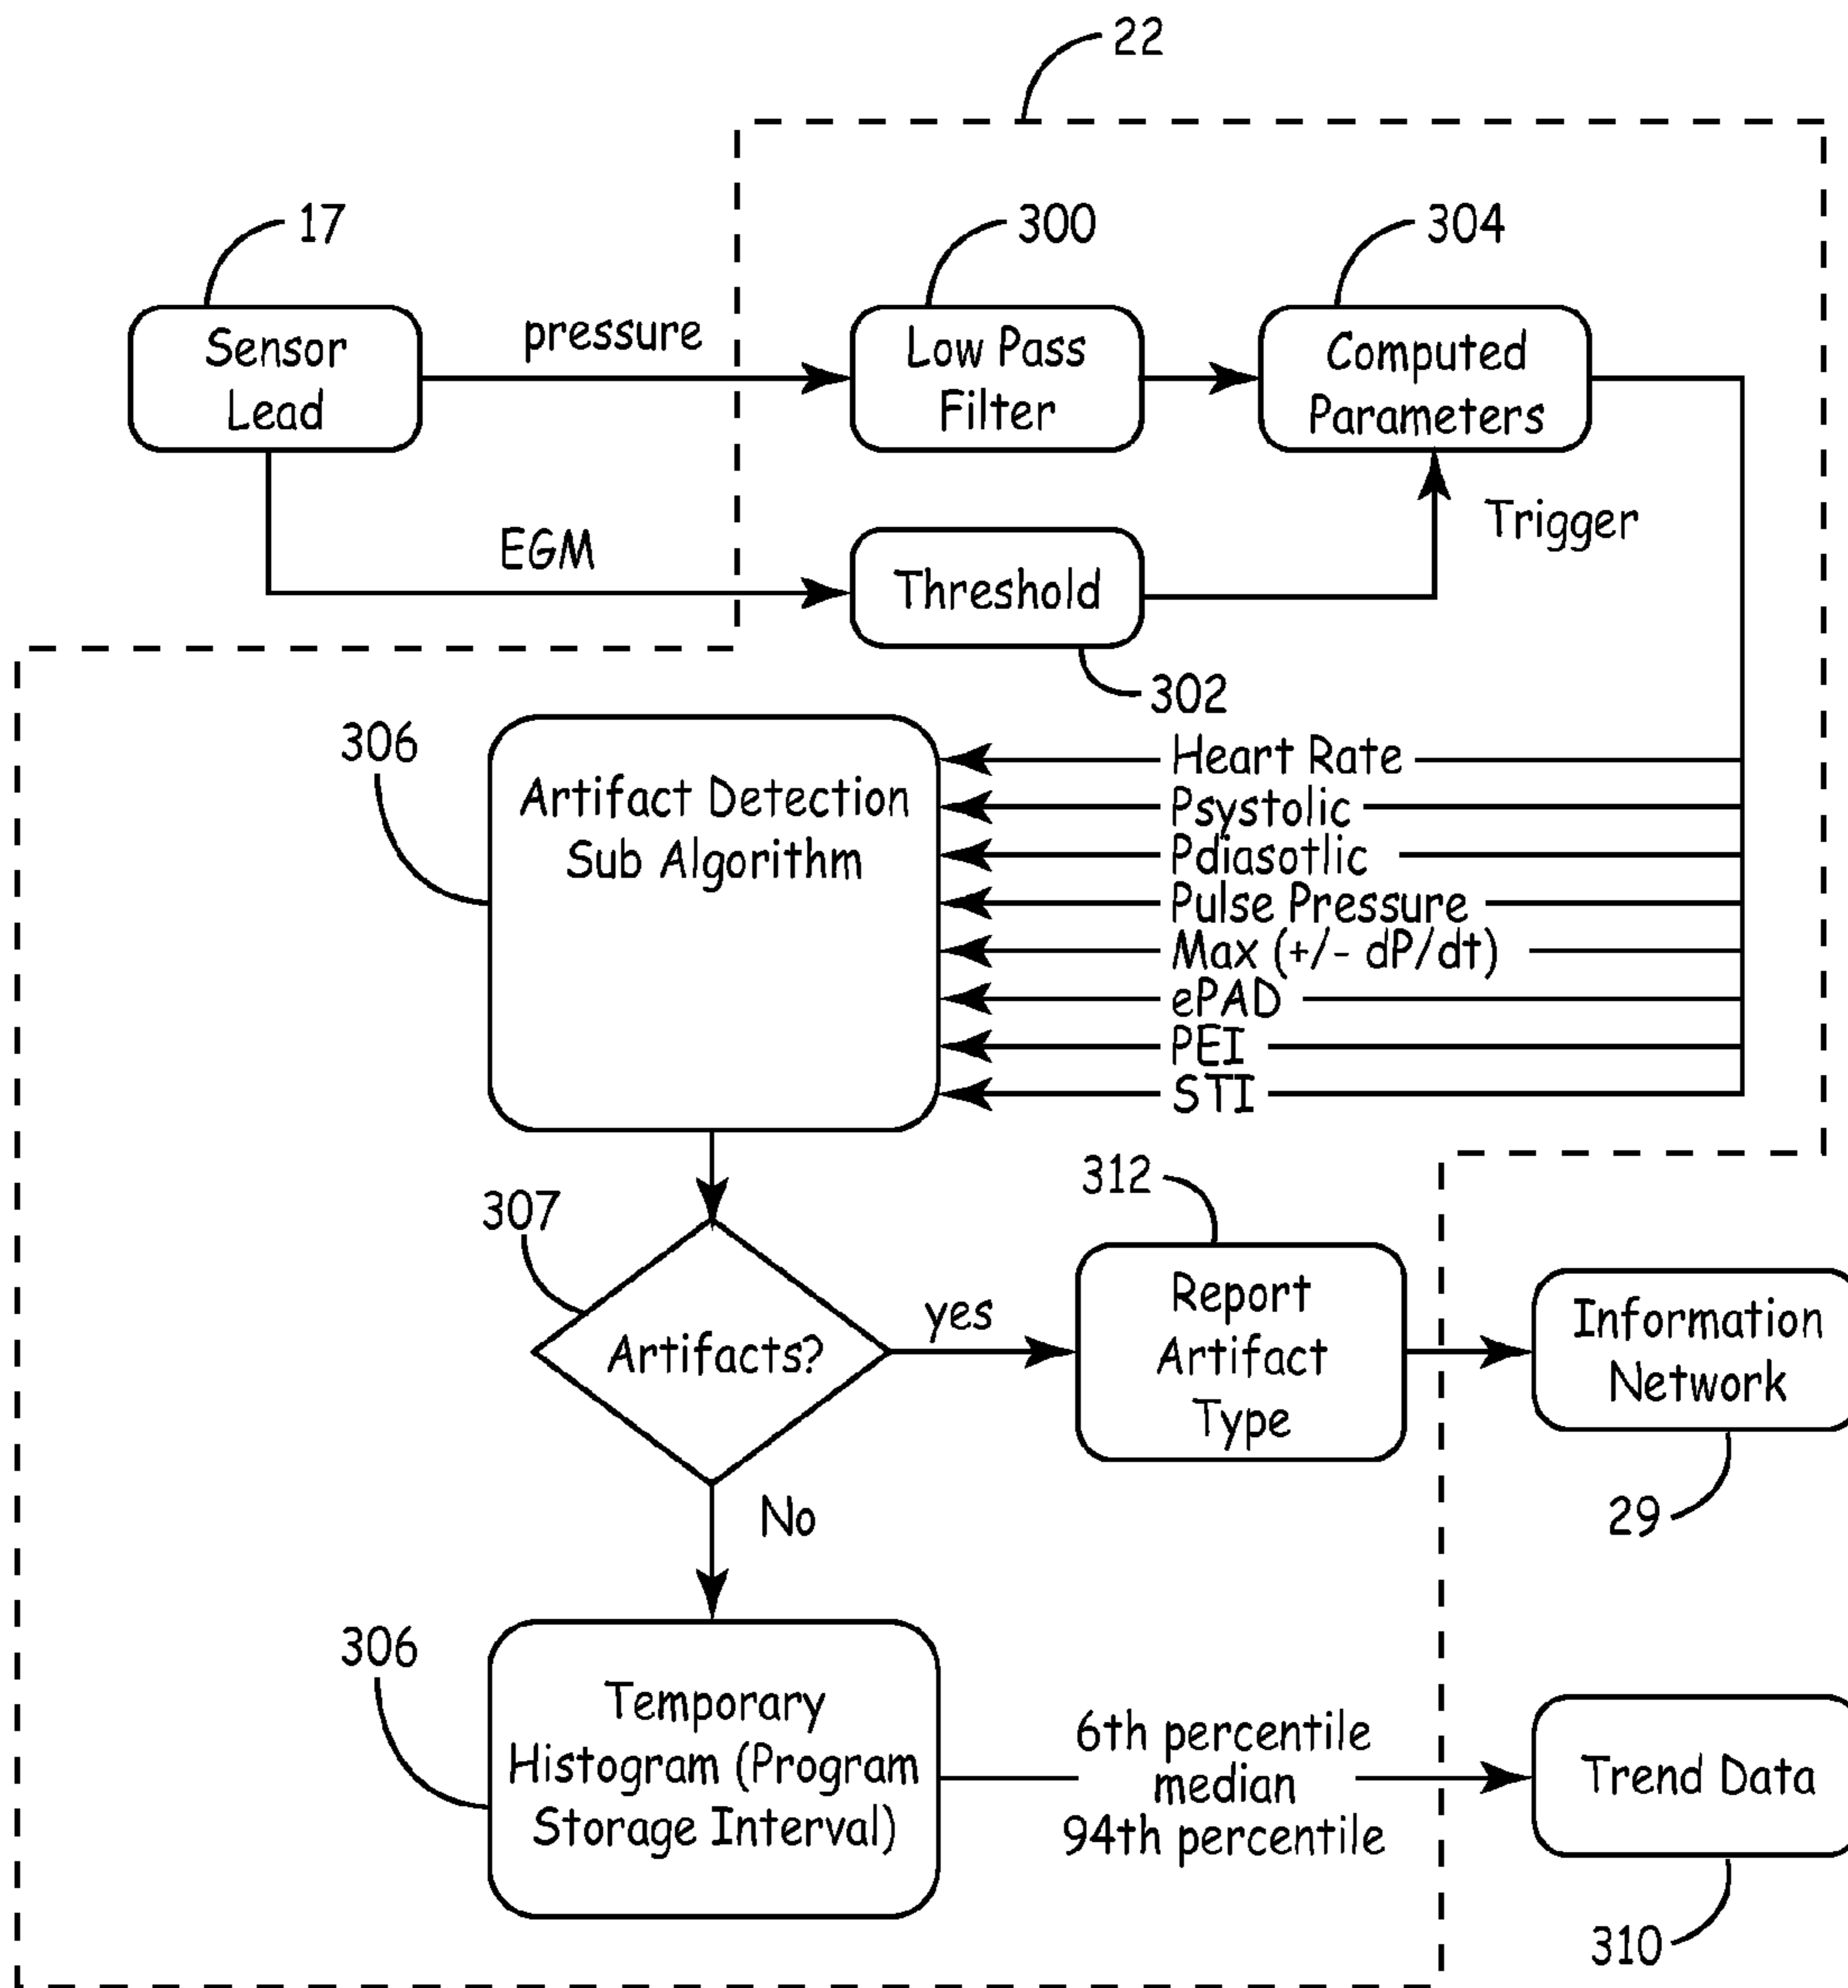 22
17
300
304
Sensor
Lead
pressure
Low Pass
Filter
Computed
Parameters
EGM
Threshold
Trigger
302
306
Artifact Detection
Sub Algorithm
Heart Rate
Psystolic
Pdiasotlic
Pulse Pressure
Max (+/- dP/dt)
ePAD
PEI
STI
307
Artifacts?
yes
312
Report
Artifact
Type
Information
Network
29
No
306
Temporary
Histogram (Program
Storage Interval)
6th percentile
median
94th percentile
Trend Data
310